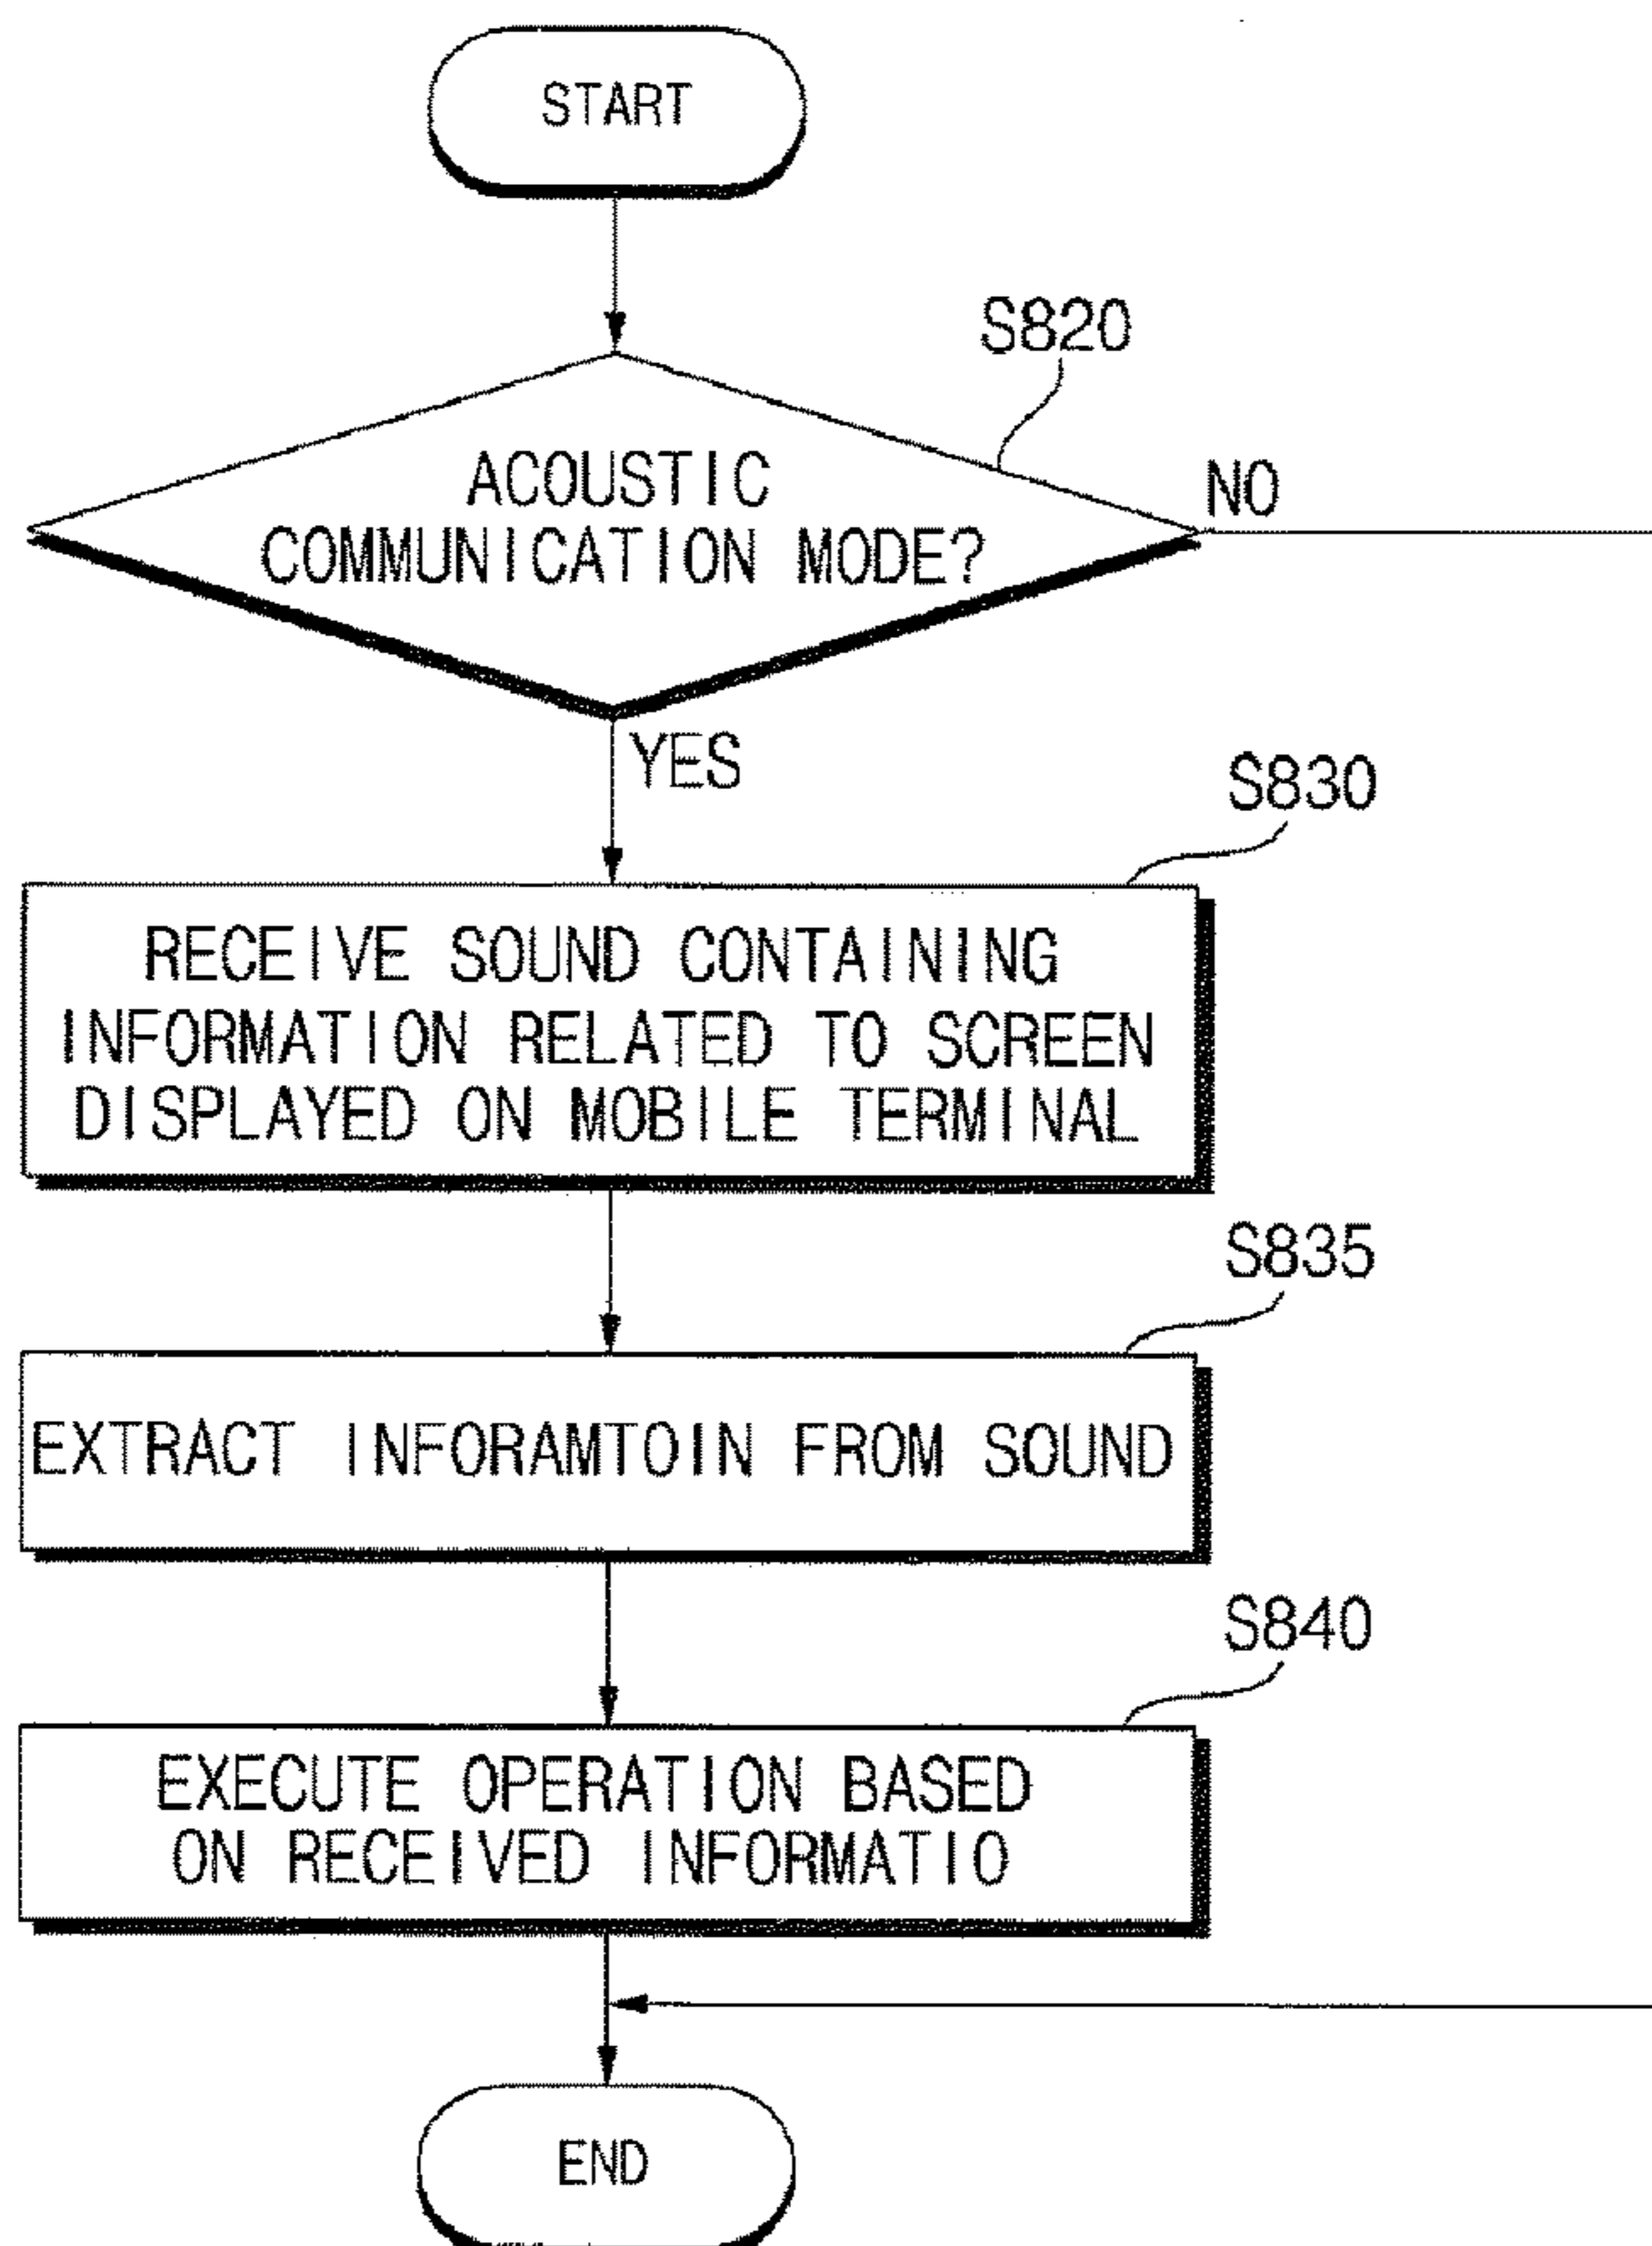 START
S820
ACOUSTIC
COMMUNICATION MODE?
NO
YES
S830
RECEIVE SOUND CONTAINING
INFORMATION RELATED TO SCREEN
DISPLAYED ON MOBILE TERMINAL
S835
EXTRACT INFORAMTOIN FROM SOUND
S840
EXECUTE OPERATION BASED
ON RECEIVED INFORMATIO
END